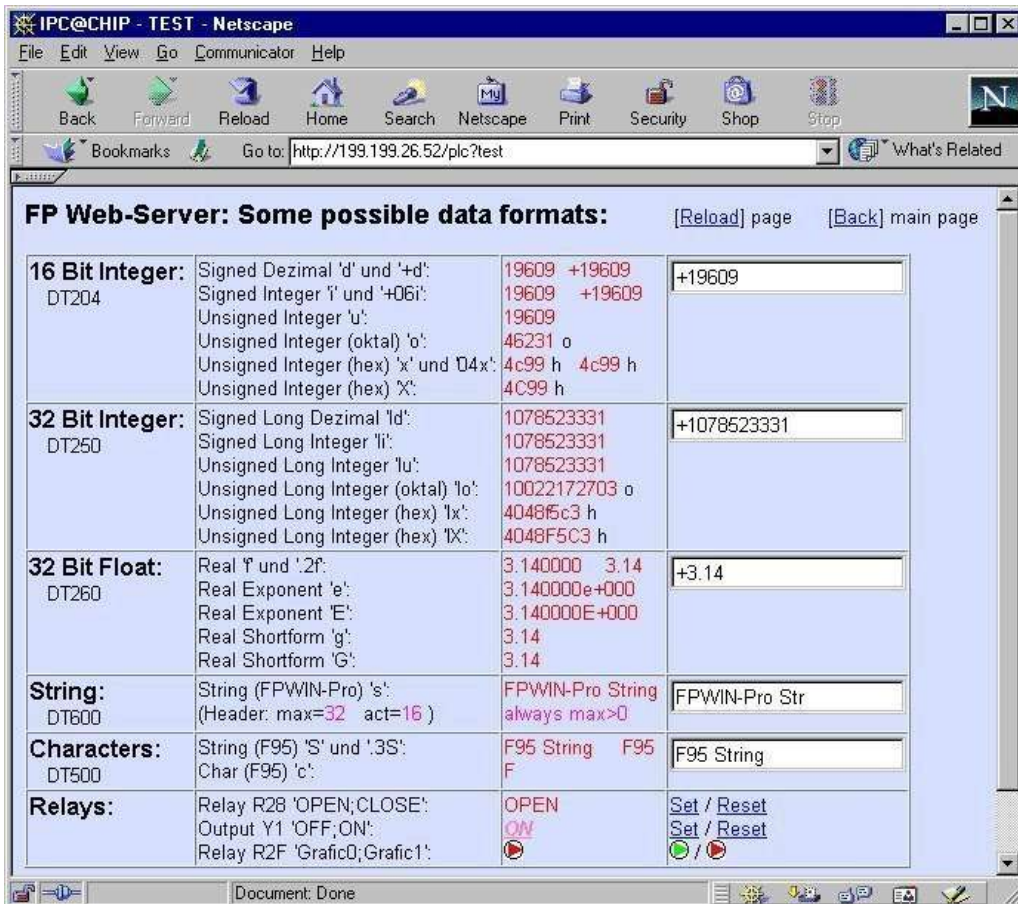 IPC@CHIP - TEST - Netscape
File Edit View Go Communicator Help
My
Back Forward Reload Home Search Netscape Print Security Shop Stop
N
Bookmarks Go to: http://199.199.26.52/plc?test What's Related
FP Web-Server: Some possible data formats: [Reload] page [Back] main page
16 Bit Integer: Signed Dezimal 'd' und '+d': 19609 +19609 +19609
DT204 Signed Integer 'i' und '+06i': 19609 +19609
Unsigned Integer 'u': 19609
Unsigned Integer (oktal) 'o': 46231 o
Unsigned Integer (hex) 'x' und '04x': 4c99 h 4c99 h
Unsigned Integer (hex) 'X': 4C99 h
32 Bit Integer: Signed Long Dezimal 'ld': 1078523331 +1078523331
DT250 Signed Long Integer 'li': 1078523331
Unsigned Long Integer 'lu': 1078523331
Unsigned Long Integer (oktal) 'lo': 10022172703 o
Unsigned Long Integer (hex) 'lx': 4048f5c3 h
Unsigned Long Integer (hex) 'lX': 4048F5C3 h
32 Bit Float: Real 'f' und '.2f': 3.140000 3.14 +3.14
DT260 Real Exponent 'e': 3.140000e+000
Real Exponent 'E': 3.140000E+000
Real Shortform 'g': 3.14
Real Shortform 'G': 3.14
String: String (FPWIN-Pro) 's': FPWIN-Pro String FPWIN-Pro Str
DT600 (Header: max=32 act=16 ) always max>0
Characters: String (F95) 'S' und '.3S': F95 String F95 F95 String
DT500 Char (F95) 'c': F
Relays: Relay R28 'OPEN;CLOSE': OPEN Set / Reset
Output Y1 'OFF;ON': ON Set / Reset
Relay R2F 'Grafic0;Grafic1': /
Document: Done